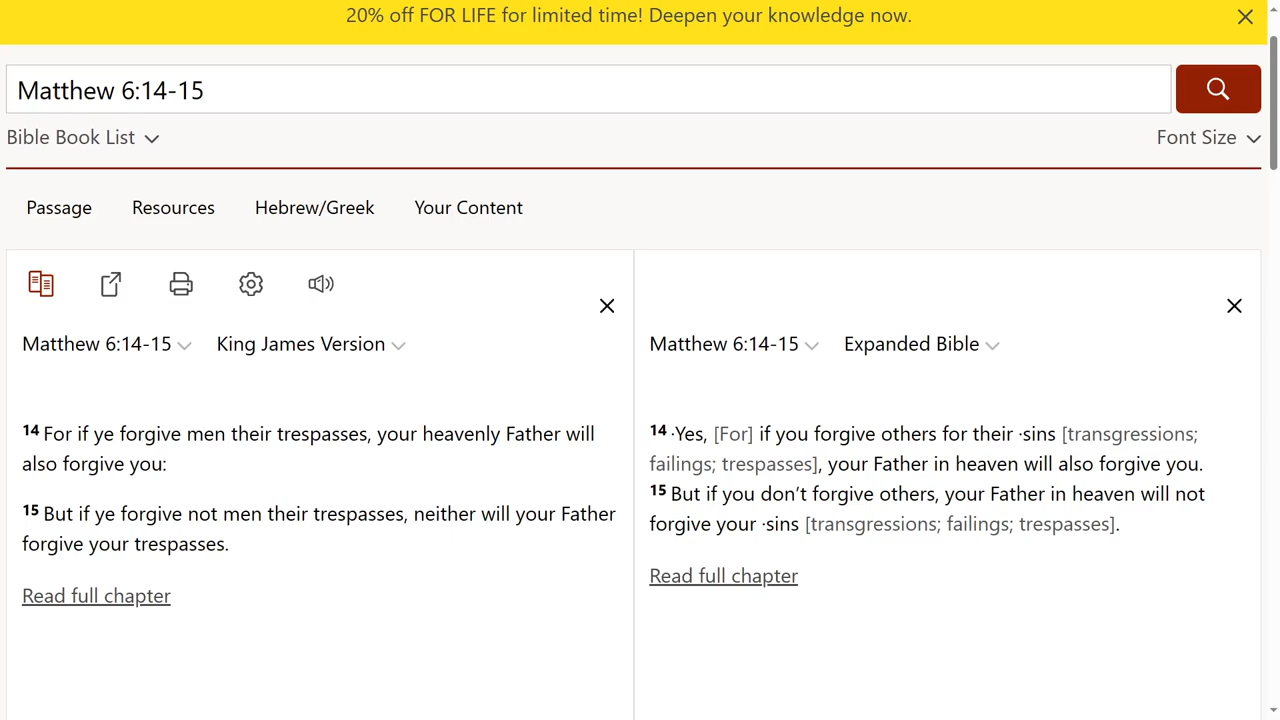 20% off FOR LIFE for limited time! Deepen your knowledge now.
Matthew 6:14-15
Bible Book List
Font Size
Passage
Resources
Hebrew/Greek
Your Content
Matthew 6:14-15
King James Version
14 For if ye forgive men their trespasses, your heavenly Father will
also forgive you:
15 But if ye forgive not men their trespasses, neither will your Father
forgive your trespasses.
Read full chapter
Matthew 6:14-15
Expanded Bible
14 ·Yes, [For] if you forgive others for their ·sins [transgressions;
failings; trespasses], your Father in heaven will also forgive you.
15 But if you don’t forgive others, your Father in heaven will not
forgive your ·sins [transgressions; failings; trespasses].
Read full chapter